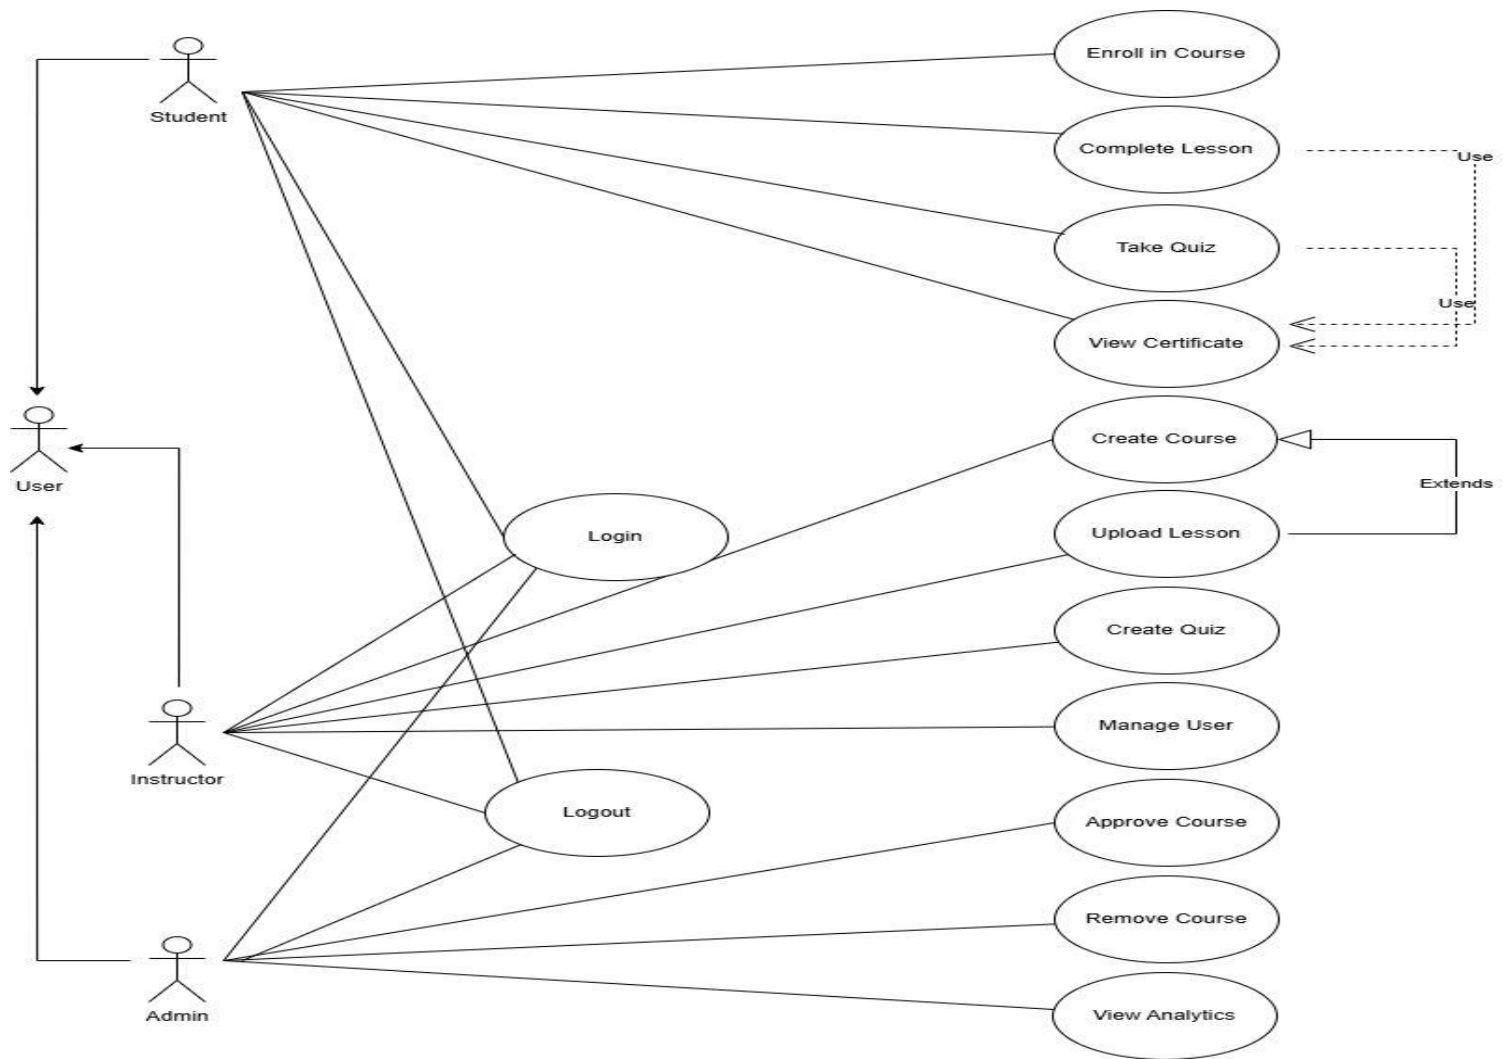 Enroll in Course
Student
Complete Lesson
Use
Take Quiz
Use
View Certificate
User
Create Course
Extends
Login
Upload Lesson
Create Quiz
Manage User
Instructor
Logout
Approve Course
Remove Course
Admin
View Analytics